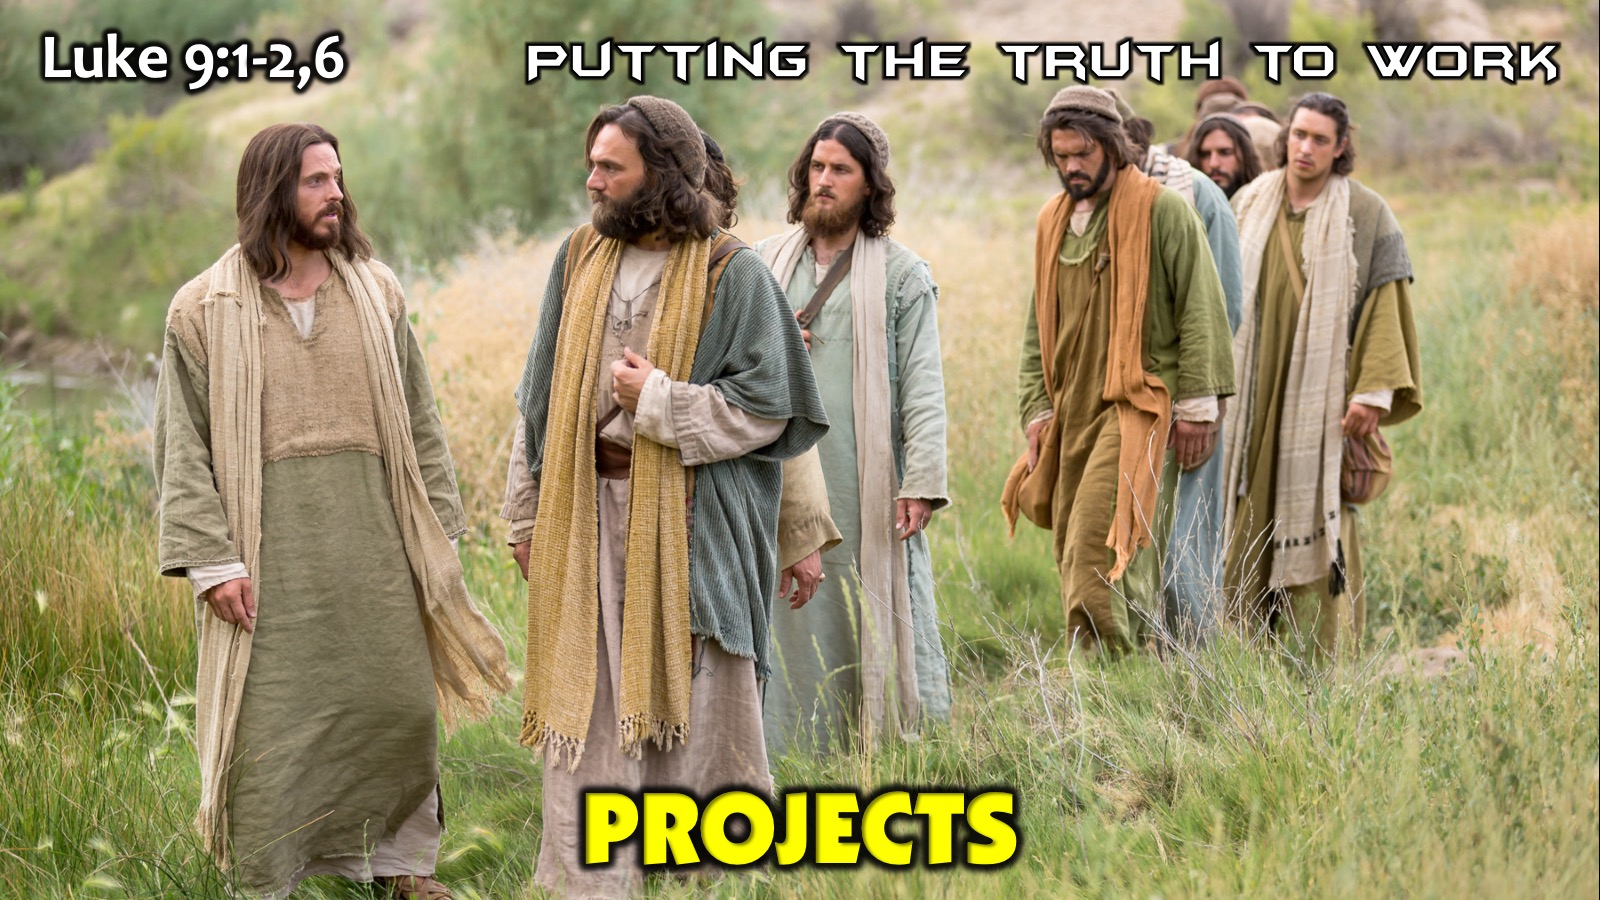 Luke 9:1-2,6
PUTTING THE TRUTH TO WORK
PROJECTS